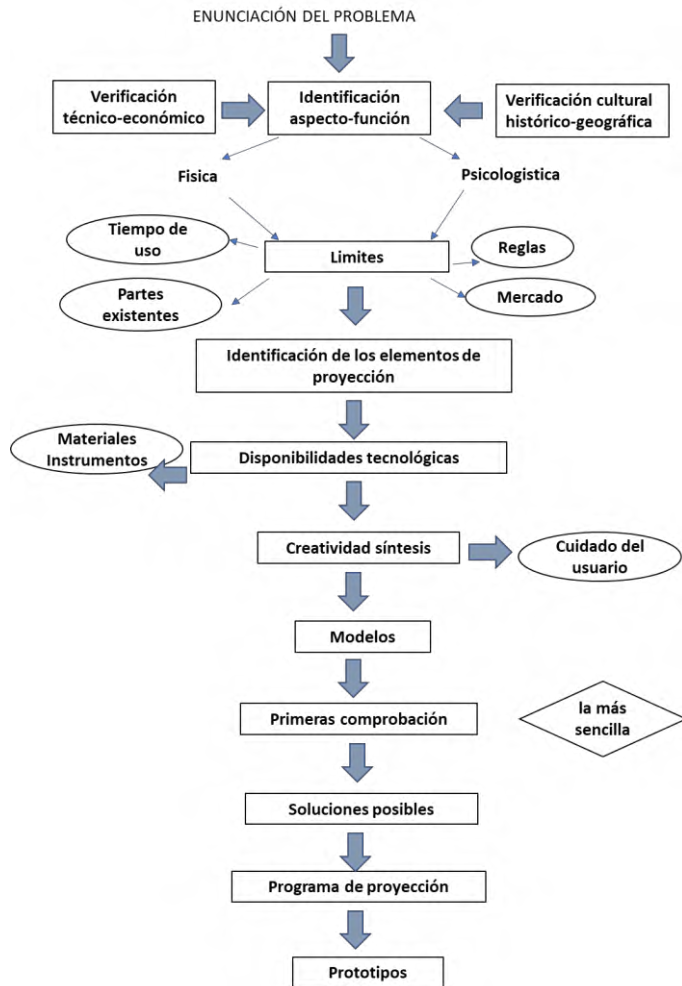 ENUNCIACIÓN DEL PROBLEMA
Verificación
técnico-económico
Identificación
aspecto-función
Verificación cultural
histórico-geográfica
Fisica
Psicologistica
Tiempo de
uso
Limites
Reglas
Partes
existentes
Mercado
Identificación de los elementos de
proyección
Materiales
Instrumentos
Disponibilidades tecnológicas
Creatividad síntesis
Cuidado del
usuario
Modelos
Primeras comprobación
la más
sencilla
Soluciones posibles
Programa de proyección
Prototipos